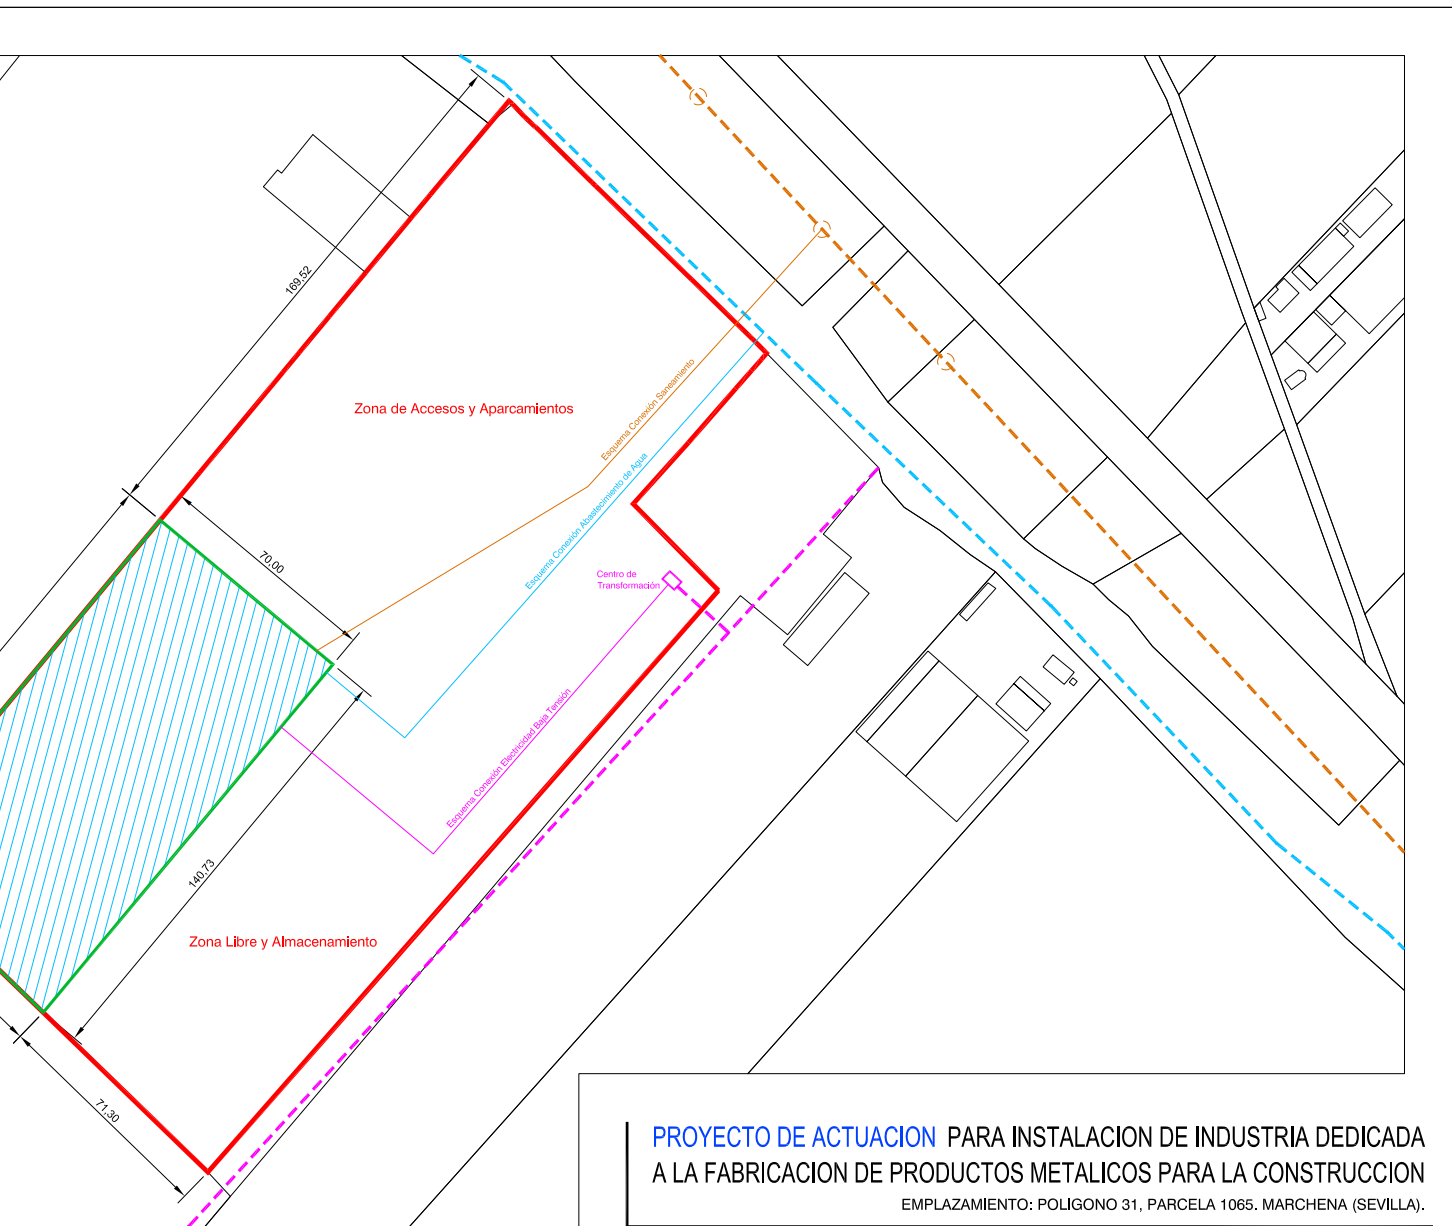 169,52
Zona de Accesos y Aparcamientos
Esquema Conexión Saneamiento
Esquema Conexión Abastecimiento de Agua
70,00
Centro de
Transformación
Esquema Conexión Electricidad Baja Tensión
140,73
Zona Libre y Almacenamiento
71,30
PROYECTO DE ACTUACION PARA INSTALACION DE INDUSTRIA DEDICADA
A LA FABRICACION DE PRODUCTOS METALICOS PARA LA CONSTRUCCION
EMPLAZAMIENTO: POLIGONO 31, PARCELA 1065. MARCHENA (SEVILLA).